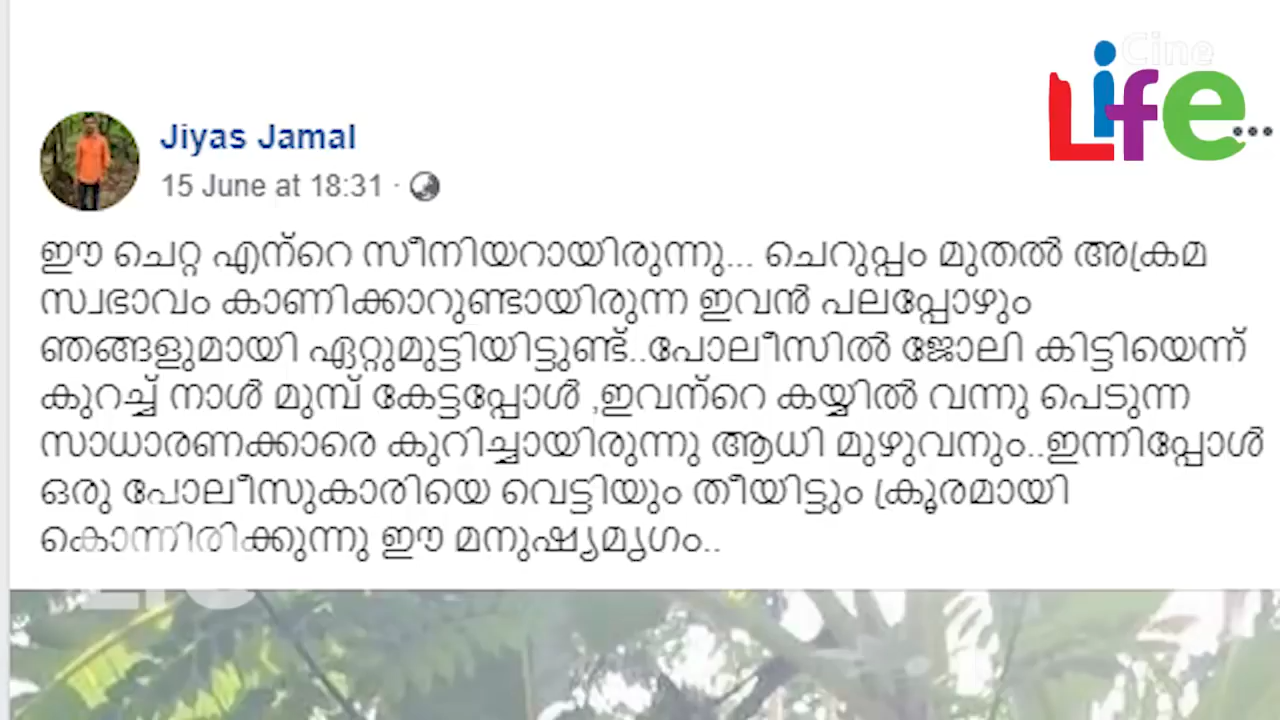 Cine
Life...
Jiyas Jamal
15 June at 18:31 ·
ഈ ചെറ്റ എന്റെ സീനിയറായിരുന്നു... ചെറുപ്പം മുതൽ അക്രമ
സ്വഭാവം കാണിക്കാറുണ്ടായിരുന്ന ഇവൻ പലപ്പോഴും
ഞങ്ങളുമായി ഏറ്റുമുട്ടിയിട്ടുണ്ട്..പോലീസിൽ ജോലി കിട്ടിയെന്ന്
കുറച്ച് നാൾ മുമ്പ് കേട്ടപ്പോൾ ,ഇവന്റെ കയ്യിൽ വന്നു പെടുന്ന
സാധാരണക്കാരെ കുറിച്ചായിരുന്നു ആധി മുഴുവനും..ഇന്നിപ്പോൾ
ഒരു പോലീസുകാരിയെ വെട്ടിയും തീയിട്ടും ക്രൂരമായി
കൊന്നിരിക്കുന്നു ഈ മനുഷ്യമൃഗം..